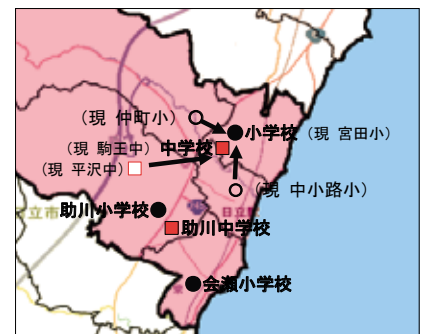 （現 仲町小）
小学校（現 宮田小）
（現 駒王中）中学校
（現 平沢中）
（現 中小路小）
助川小学校
助川中学校
会瀬小学校